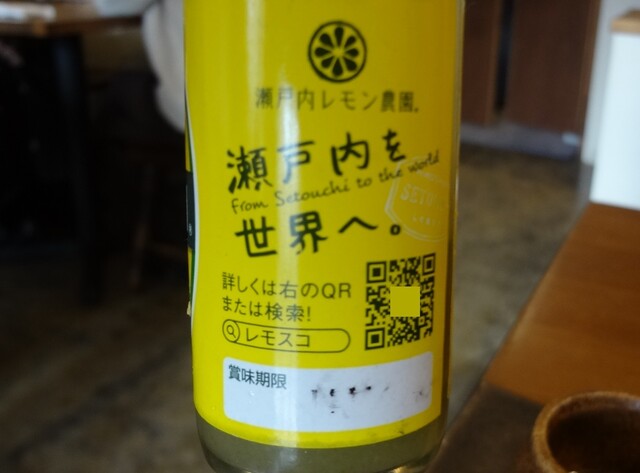 瀬戸内レモン農園.
瀬戸内を
from Setouchi to the world
世界へ。
詳しくは右のQR
または検索!
レモスコ
賞味期限